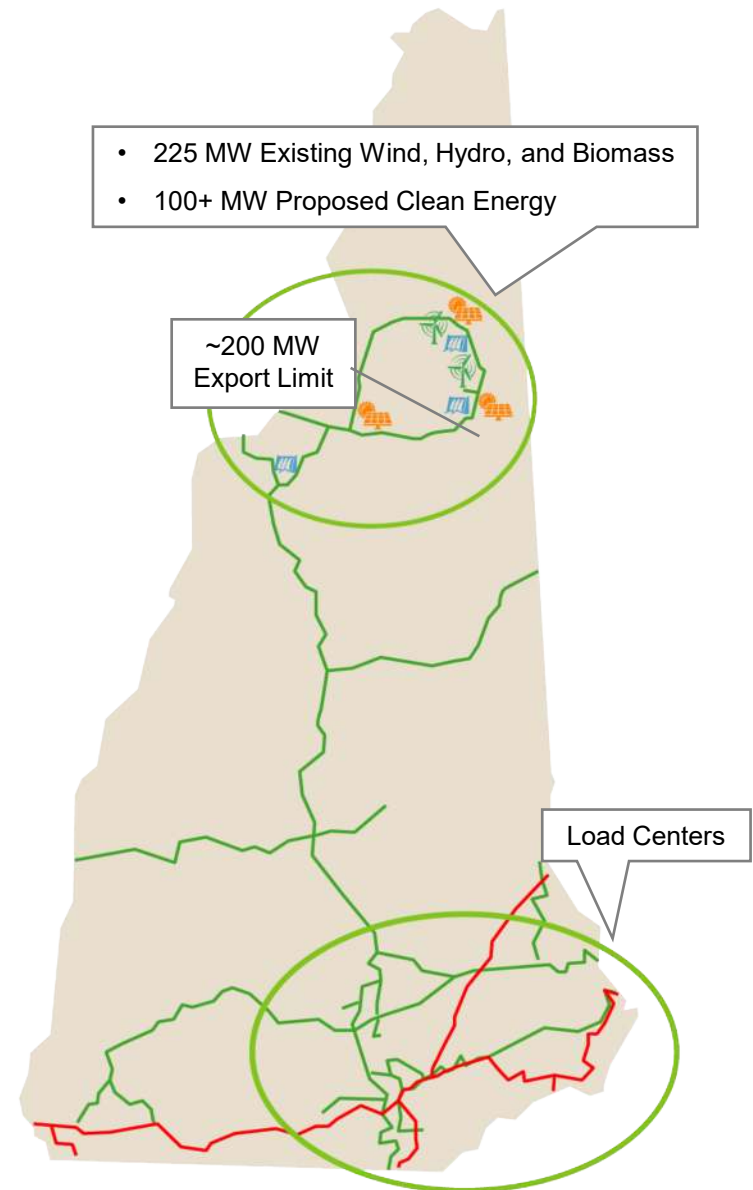 • 225 MW Existing Wind, Hydro, and Biomass
• 100+ MW Proposed Clean Energy
~200 MW
Export Limit
Load Centers